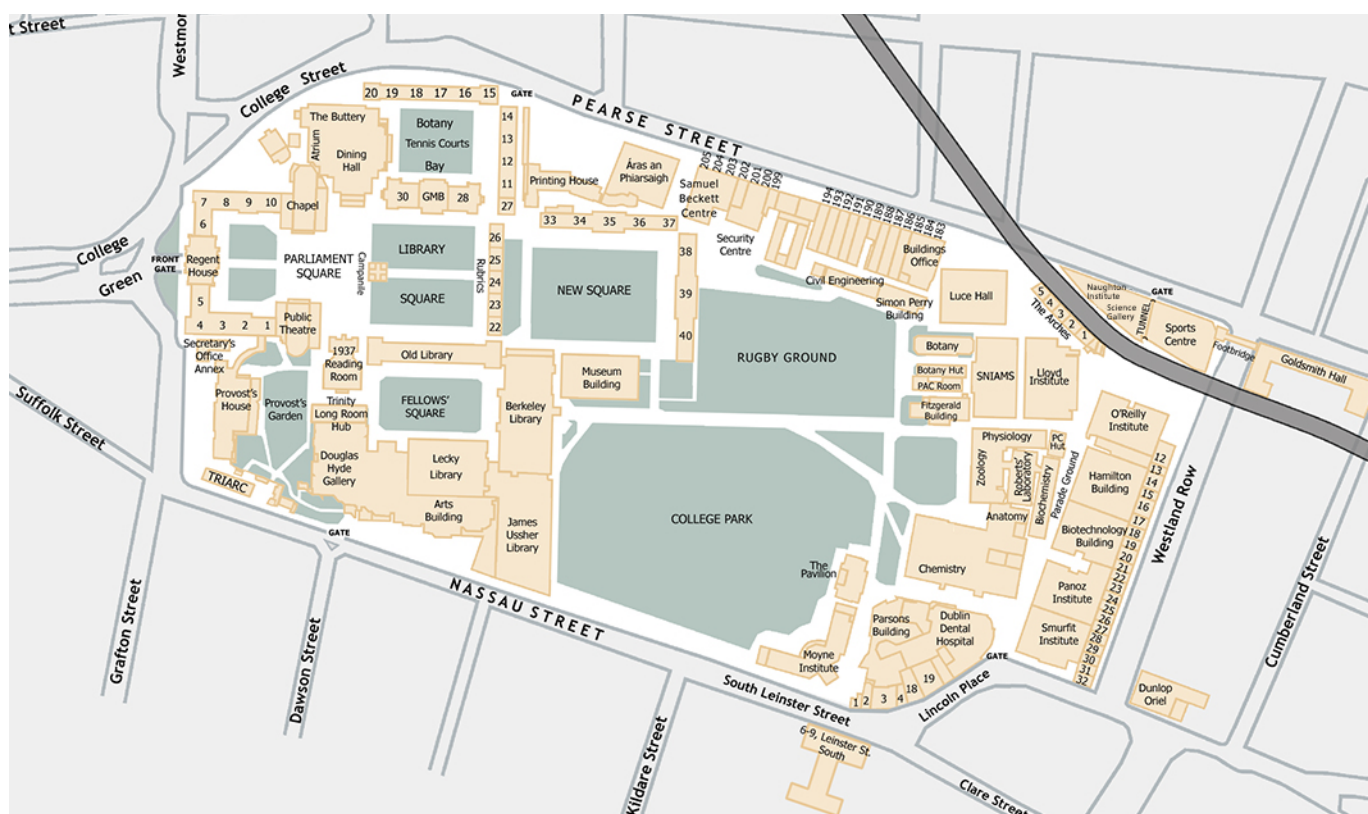 t Street
Westmor
College Street
PEARSE STREET
20 19 18 17 16 15
GATE
The Buttery
Atrium
Dining
Hall
Botany
Tennis Courts
Bay
14
13
12
11
27
Printing House
Áras an
Phiarsaigh
205
204
203
202
201
200
199
Samuel
Beckett
Centre
194
193
192
191
190
189
188
187
186
185
184
183
7 8 9 10
6
Chapel
30 GMB 28
33 34 35 36 37
Security
Centre
Buildings
Office
College
Green
FRONT
GATE
Regent
House
PARLIAMENT
SQUARE
Campanile
LIBRARY
SQUARE
Rubrics
26
25
24
23
22
NEW SQUARE
38
39
40
Civil Engineering
Simon Perry
Building
Luce Hall
5
4
3
2
1
The Arches
Naughton
Institute
Science
Gallery
GATE
TUNNEL
Sports
Centre
Footbridge
Goldsmith Hall
5
4 3 2 1
Public
Theatre
Secretary's
Office
Annex
1937
Reading
Room
Old Library
Museum
Building
RUGBY GROUND
Botany
Botany Hut
PAC Room
Fitzgerald
Building
SNIAMS
Lloyd
Institute
Provost's
House
Provost's
Garden
Trinity
Long Room
Hub
FELLOWS'
SQUARE
Berkeley
Library
O'Reilly
Institute
Suffolk Street
TRIARC
Douglas
Hyde
Gallery
Lecky
Library
Arts
Building
James
Ussher
Library
COLLEGE PARK
Physiology
PC
Hut
Zoology
Roberts'
Laboratory
Biochemistry
Parade Ground
Anatomy
Hamilton
Building
Biotechnology
Building
12
13
14
15
16
17
18
19
20
21
22
23
24
25
26
27
28
29
30
31
32
Westland Row
Cumberland Street
GATE
NASSAU STREET
The
Pavilion
Chemistry
Panoz
Institute
Smurfit
Institute
Grafton Street
Dawson Street
Parsons
Building
Dublin
Dental
Hospital
Moyne
Institute
GATE
1 2 3 4 18 19
Lincoln Place
South Leinster Street
Dunlop
Oriel
Kildare Street
6-9, Leinster St.
South
Clare Street